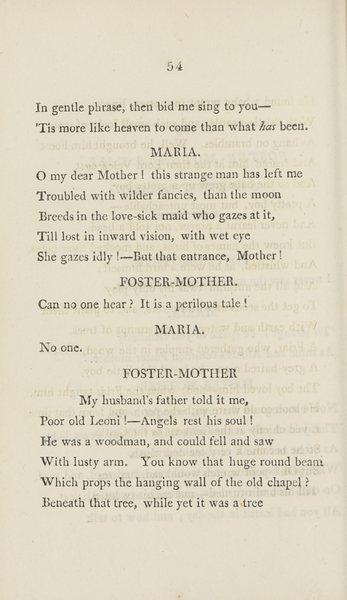 54
In gentle phrase, then bid me sing to you—
'Tis more like heaven to come than what has been.
MARIA.
O my dear Mother! this strange man has left me
Troubled with wilder fancies, than the moon
Breeds in the love-sick maid who gazes at it,
Till lost in inward vision, with wet eye
She gazes idly!—But that entrance, Mother!
FOSTER-MOTHER.
Can no one hear? It is a perilous tale!
MARIA.
No one.
FOSTER-MOTHER
My husband's father told it me,
Poor old Leoni!—Angels rest his soul!
He was a woodman, and could fell and saw
With lusty arm. You know that huge round beam
Which props the hanging wall of the old chapel?
Beneath that tree, while yet it was a tree